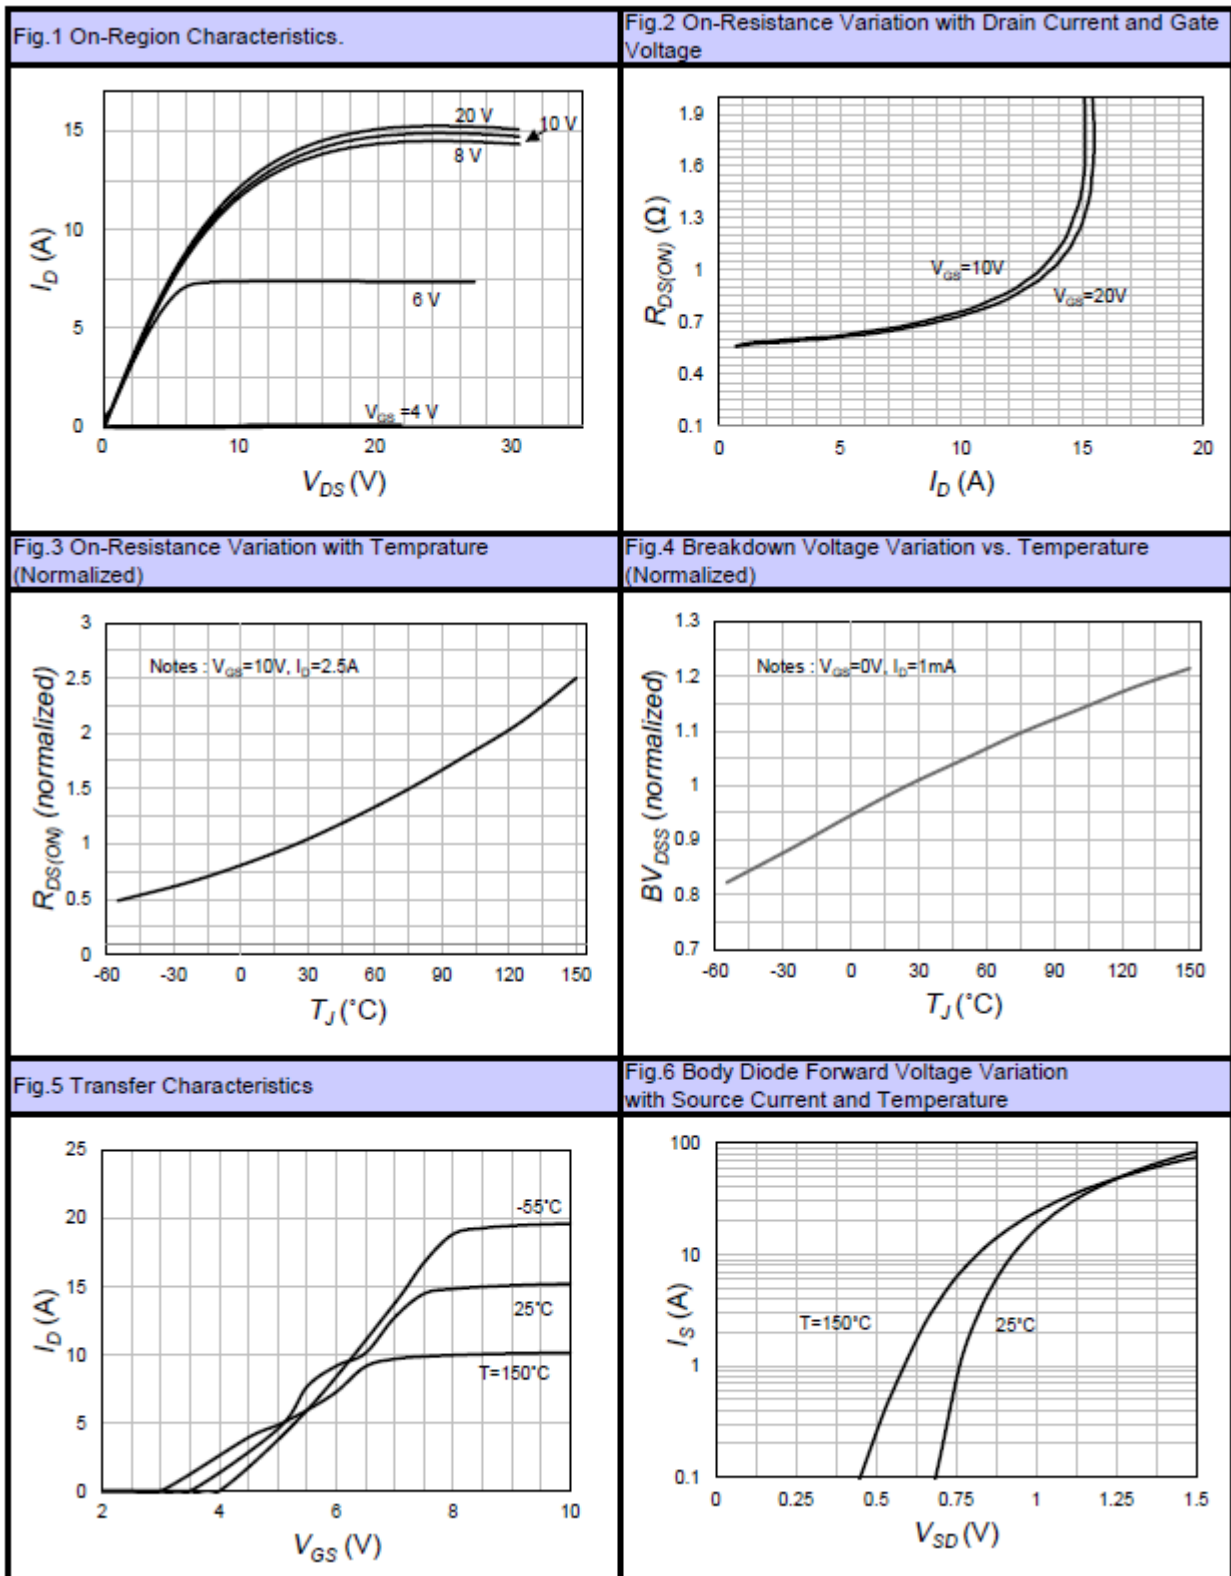 Fig.1 On-Region Characteristics.
Fig.2 On-Resistance Variation with Drain Current and Gate
Voltage
20 V
10 V
8 V
6 V
V_GS =4 V
15
10
5
0
0 10 20 30
I_D (A)
V_DS (V)
1.9
1.6
1.3
1
0.7
0.4
0.1
V_GS=10V
V_GS=20V
0 5 10 15 20
R_DS(ON) (Ω)
I_D (A)
Fig.3 On-Resistance Variation with Temprature
(Normalized)
Fig.4 Breakdown Voltage Variation vs. Temperature
(Normalized)
3
2.5
2
1.5
1
0.5
0
Notes : V_GS=10V, I_D=2.5A
-60 -30 0 30 60 90 120 150
R_DS(ON) (normalized)
T_J (°C)
1.3
1.2
1.1
1
0.9
0.8
0.7
Notes : V_GS=0V, I_D=1mA
-60 -30 0 30 60 90 120 150
BV_DSS (normalized)
T_J (°C)
Fig.5 Transfer Characteristics
Fig.6 Body Diode Forward Voltage Variation
with Source Current and Temperature
25
20
15
10
5
0
-55°C
25°C
T=150°C
2 4 6 8 10
I_D (A)
V_GS (V)
100
10
1
0.1
T=150°C
25°C
0 0.25 0.5 0.75 1 1.25 1.5
I_S (A)
V_SD (V)